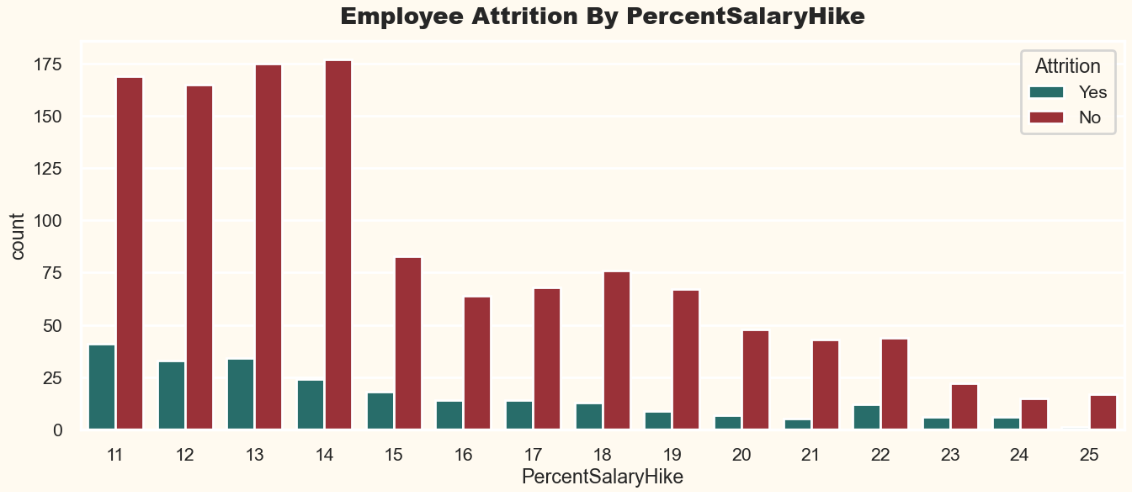 Employee Attrition By PercentSalaryHike
175
150
125
100
75
50
25
0
count
Attrition
Yes
No
11 12 13 14 15 16 17 18 19 20 21 22 23 24 25
PercentSalaryHike